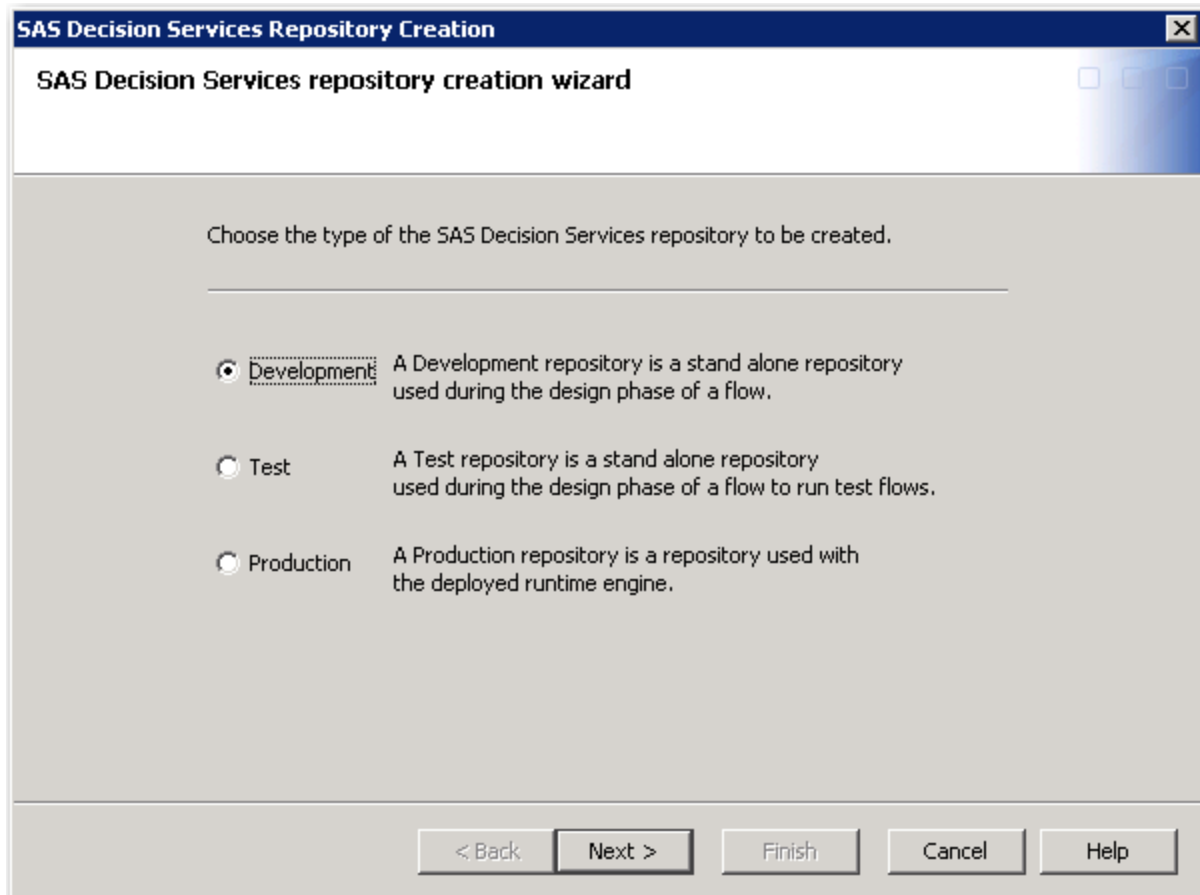 SAS Decision Services Repository Creation
SAS Decision Services repository creation wizard
Choose the type of the SAS Decision Services repository to be created.
Development
A Development repository is a stand alone repository
used during the design phase of a flow.
Test
A Test repository is a stand alone repository
used during the design phase of a flow to run test flows.
Production
A Production repository is a repository used with
the deployed runtime engine.
< Back Next > Finish Cancel Help